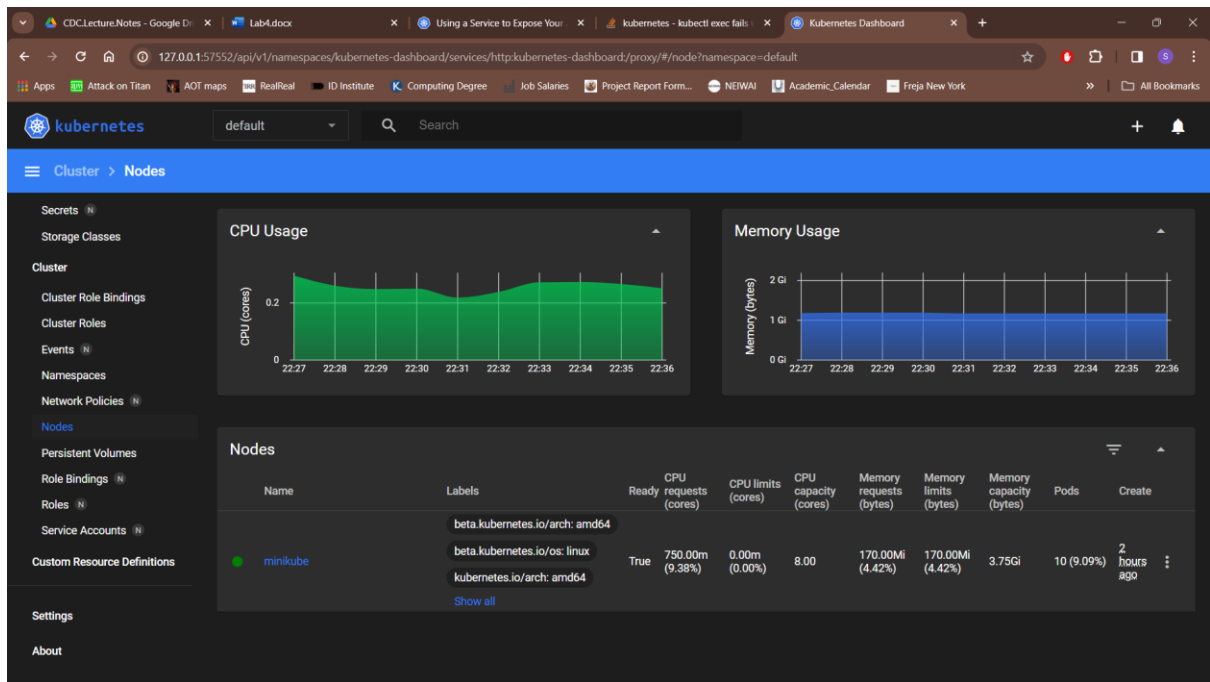 CDC.Lecture.Notes - Google Dri
Lab4.docx
Using a Service to Expose Your
kubernetes - kubectl exec fails
Kubernetes Dashboard
127.0.0.1:57552/api/v1/namespaces/kubernetes-dashboard/services/http:kubernetes-dashboard:/proxy/#/node?namespace=default
S
Apps
Attack on Titan
AOT maps
RealReal
ID Institute
Computing Degree
Job Salaries
Project Report Form...
NEIWAI
Academic_Calendar
Freja New York
»
All Bookmarks
kubernetes
default
Search
Cluster > Nodes
Secrets N
Storage Classes
Cluster
Cluster Role Bindings
Cluster Roles
Events N
Namespaces
Network Policies N
Nodes
Persistent Volumes
Role Bindings N
Roles N
Service Accounts N
Custom Resource Definitions
Settings
About
CPU Usage
CPU (cores)
0.2
0
22:27 22:28 22:29 22:30 22:31 22:32 22:33 22:34 22:35 22:36
Memory Usage
Memory (bytes)
2 Gi
1 Gi
0 Gi
22:27 22:28 22:29 22:30 22:31 22:32 22:33 22:34 22:35 22:36
Nodes
Name
Labels
Ready
CPU
requests
(cores)
CPU limits
(cores)
CPU
capacity
(cores)
Memory
requests
(bytes)
Memory
limits
(bytes)
Memory
capacity
(bytes)
Pods
Create
minikube
beta.kubernetes.io/arch: amd64
beta.kubernetes.io/os: linux
kubernetes.io/arch: amd64
Show all
True
750.00m
(9.38%)
0.00m
(0.00%)
8.00
170.00Mi
(4.42%)
170.00Mi
(4.42%)
3.75Gi
10 (9.09%)
2
hours
ago